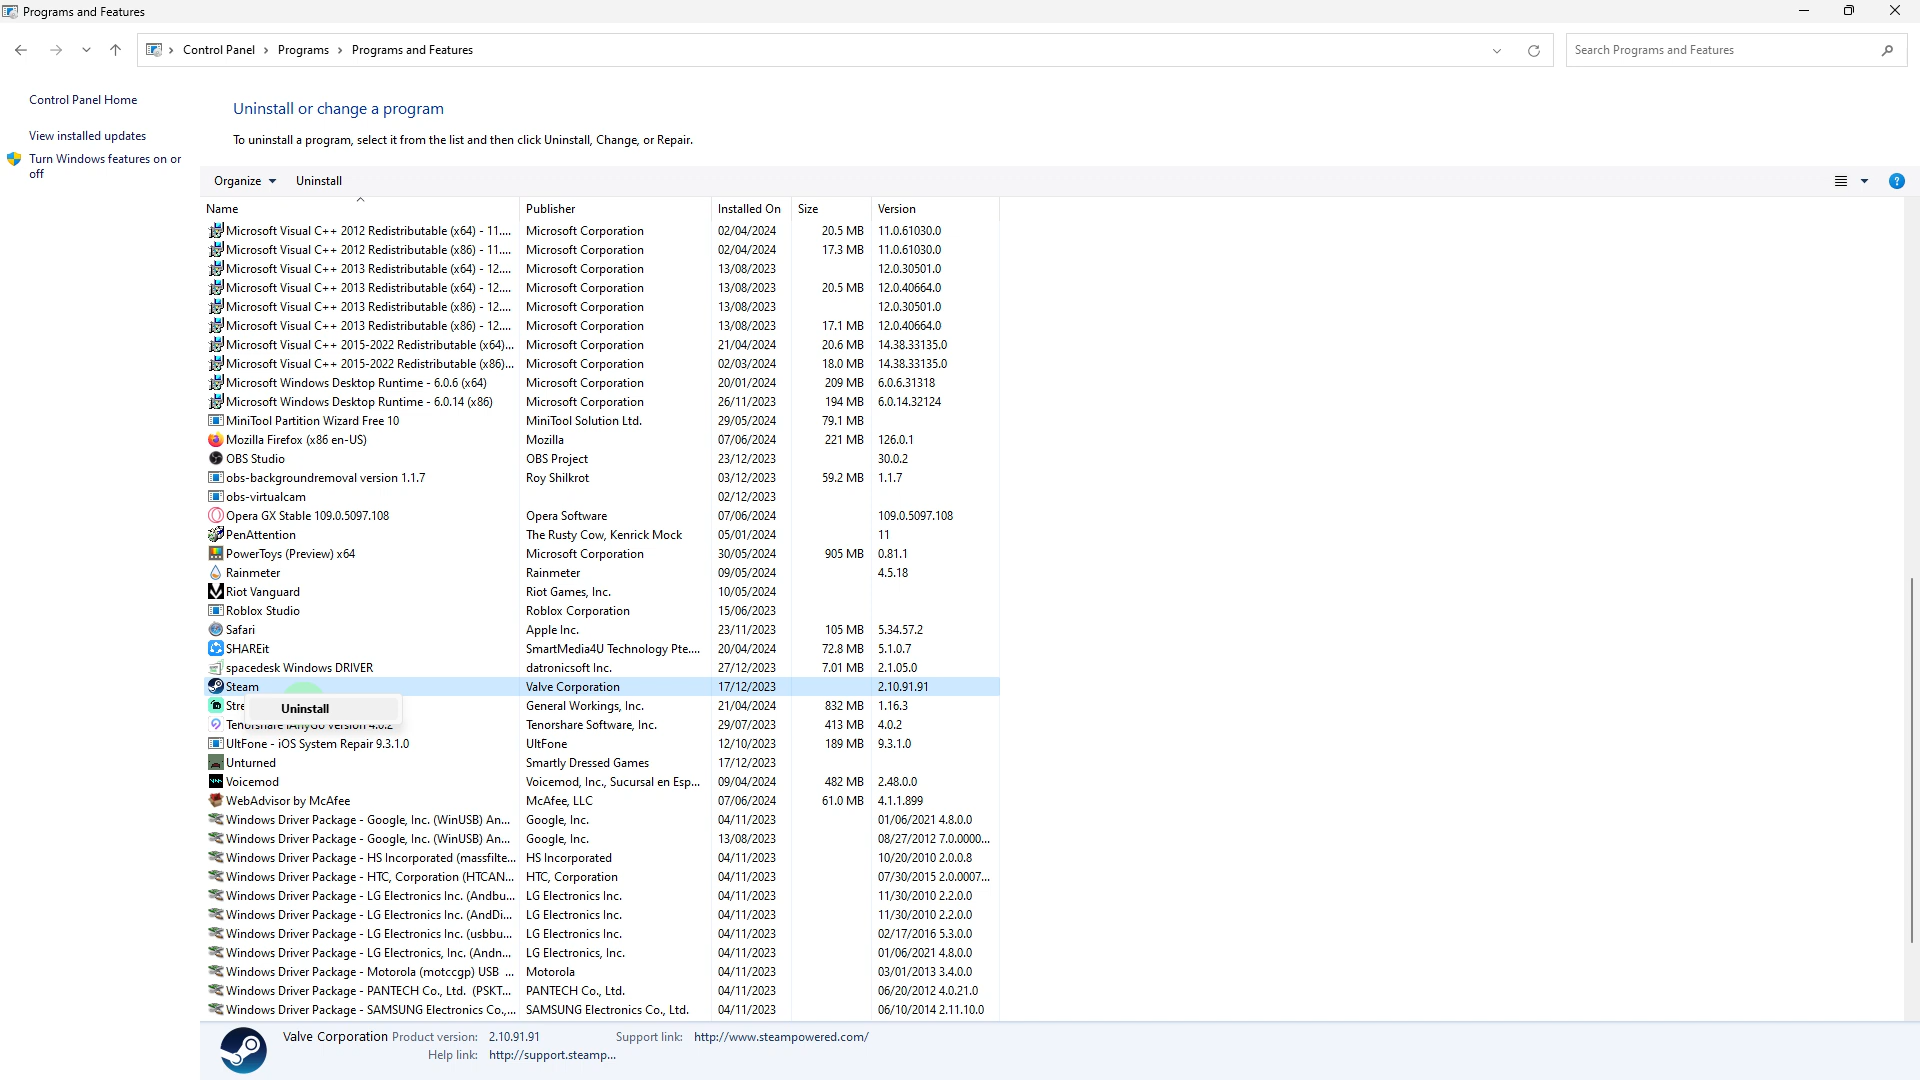 Programs and Features
Control Panel > Programs > Programs and Features
Search Programs and Features
Control Panel Home
View installed updates
Turn Windows features on or
off
Uninstall or change a program
To uninstall a program, select it from the list and then click Uninstall, Change, or Repair.
Organize Uninstall
Name Publisher Installed On Size Version
Microsoft Visual C++ 2012 Redistributable (x64) - 11.... Microsoft Corporation 02/04/2024 20.5 MB 11.0.61030.0
Microsoft Visual C++ 2012 Redistributable (x86) - 11.... Microsoft Corporation 02/04/2024 17.3 MB 11.0.61030.0
Microsoft Visual C++ 2013 Redistributable (x64) - 12.... Microsoft Corporation 13/08/2023 12.0.30501.0
Microsoft Visual C++ 2013 Redistributable (x64) - 12.... Microsoft Corporation 13/08/2023 20.5 MB 12.0.40664.0
Microsoft Visual C++ 2013 Redistributable (x86) - 12.... Microsoft Corporation 13/08/2023 12.0.30501.0
Microsoft Visual C++ 2013 Redistributable (x86) - 12.... Microsoft Corporation 13/08/2023 17.1 MB 12.0.40664.0
Microsoft Visual C++ 2015-2022 Redistributable (x64)... Microsoft Corporation 21/04/2024 20.6 MB 14.38.33135.0
Microsoft Visual C++ 2015-2022 Redistributable (x86)... Microsoft Corporation 02/03/2024 18.0 MB 14.38.33135.0
Microsoft Windows Desktop Runtime - 6.0.6 (x64) Microsoft Corporation 20/01/2024 209 MB 6.0.6.31318
Microsoft Windows Desktop Runtime - 6.0.14 (x86) Microsoft Corporation 26/11/2023 194 MB 6.0.14.32124
MiniTool Partition Wizard Free 10 MiniTool Solution Ltd. 29/05/2024 79.1 MB
Mozilla Firefox (x86 en-US) Mozilla 07/06/2024 221 MB 126.0.1
OBS Studio OBS Project 23/12/2023 30.0.2
obs-backgroundremoval version 1.1.7 Roy Shilkrot 03/12/2023 59.2 MB 1.1.7
obs-virtualcam 02/12/2023
Opera GX Stable 109.0.5097.108 Opera Software 07/06/2024 109.0.5097.108
PenAttention The Rusty Cow, Kenrick Mock 05/01/2024 11
PowerToys (Preview) x64 Microsoft Corporation 30/05/2024 905 MB 0.81.1
Rainmeter Rainmeter 09/05/2024 4.5.18
Riot Vanguard Riot Games, Inc. 10/05/2024
Roblox Studio Roblox Corporation 15/06/2023
Safari Apple Inc. 23/11/2023 105 MB 5.34.57.2
SHAREit SmartMedia4U Technology Pte.... 20/04/2024 72.8 MB 5.1.0.7
spacedesk Windows DRIVER datronicsoft Inc. 27/12/2023 7.01 MB 2.1.05.0
Steam Valve Corporation 17/12/2023 2.10.91.91
Stre General Workings, Inc. 21/04/2024 832 MB 1.16.3
Uninstall
Tenorshare iAnyGo version 4.0.2 Tenorshare Software, Inc. 29/07/2023 413 MB 4.0.2
UltFone - iOS System Repair 9.3.1.0 UltFone 12/10/2023 189 MB 9.3.1.0
Unturned Smartly Dressed Games 17/12/2023
Voicemod Voicemod, Inc., Sucursal en Esp... 09/04/2024 482 MB 2.48.0.0
WebAdvisor by McAfee McAfee, LLC 07/06/2024 61.0 MB 4.1.1.899
Windows Driver Package - Google, Inc. (WinUSB) An... Google, Inc. 04/11/2023 01/06/2021 4.8.0.0
Windows Driver Package - Google, Inc. (WinUSB) An... Google, Inc. 13/08/2023 08/27/2012 7.0.0000...
Windows Driver Package - HS Incorporated (massfilte... HS Incorporated 04/11/2023 10/20/2010 2.0.0.8
Windows Driver Package - HTC, Corporation (HTCAN... HTC, Corporation 04/11/2023 07/30/2015 2.0.0007...
Windows Driver Package - LG Electronics Inc. (Andbu... LG Electronics Inc. 04/11/2023 11/30/2010 2.2.0.0
Windows Driver Package - LG Electronics Inc. (AndDi... LG Electronics Inc. 04/11/2023 11/30/2010 2.2.0.0
Windows Driver Package - LG Electronics Inc. (usbbu... LG Electronics Inc. 04/11/2023 02/17/2016 5.3.0.0
Windows Driver Package - LG Electronics, Inc. (Andn... LG Electronics, Inc. 04/11/2023 01/06/2021 4.8.0.0
Windows Driver Package - Motorola (motccgp) USB ... Motorola 04/11/2023 03/01/2013 3.4.0.0
Windows Driver Package - PANTECH Co., Ltd. (PSKT... PANTECH Co., Ltd. 04/11/2023 06/20/2012 4.0.21.0
Windows Driver Package - SAMSUNG Electronics Co.,... SAMSUNG Electronics Co., Ltd. 04/11/2023 06/10/2014 2.11.10.0
Valve Corporation Product version: 2.10.91.91 Support link: http://www.steampowered.com/
Help link: http://support.steamp...